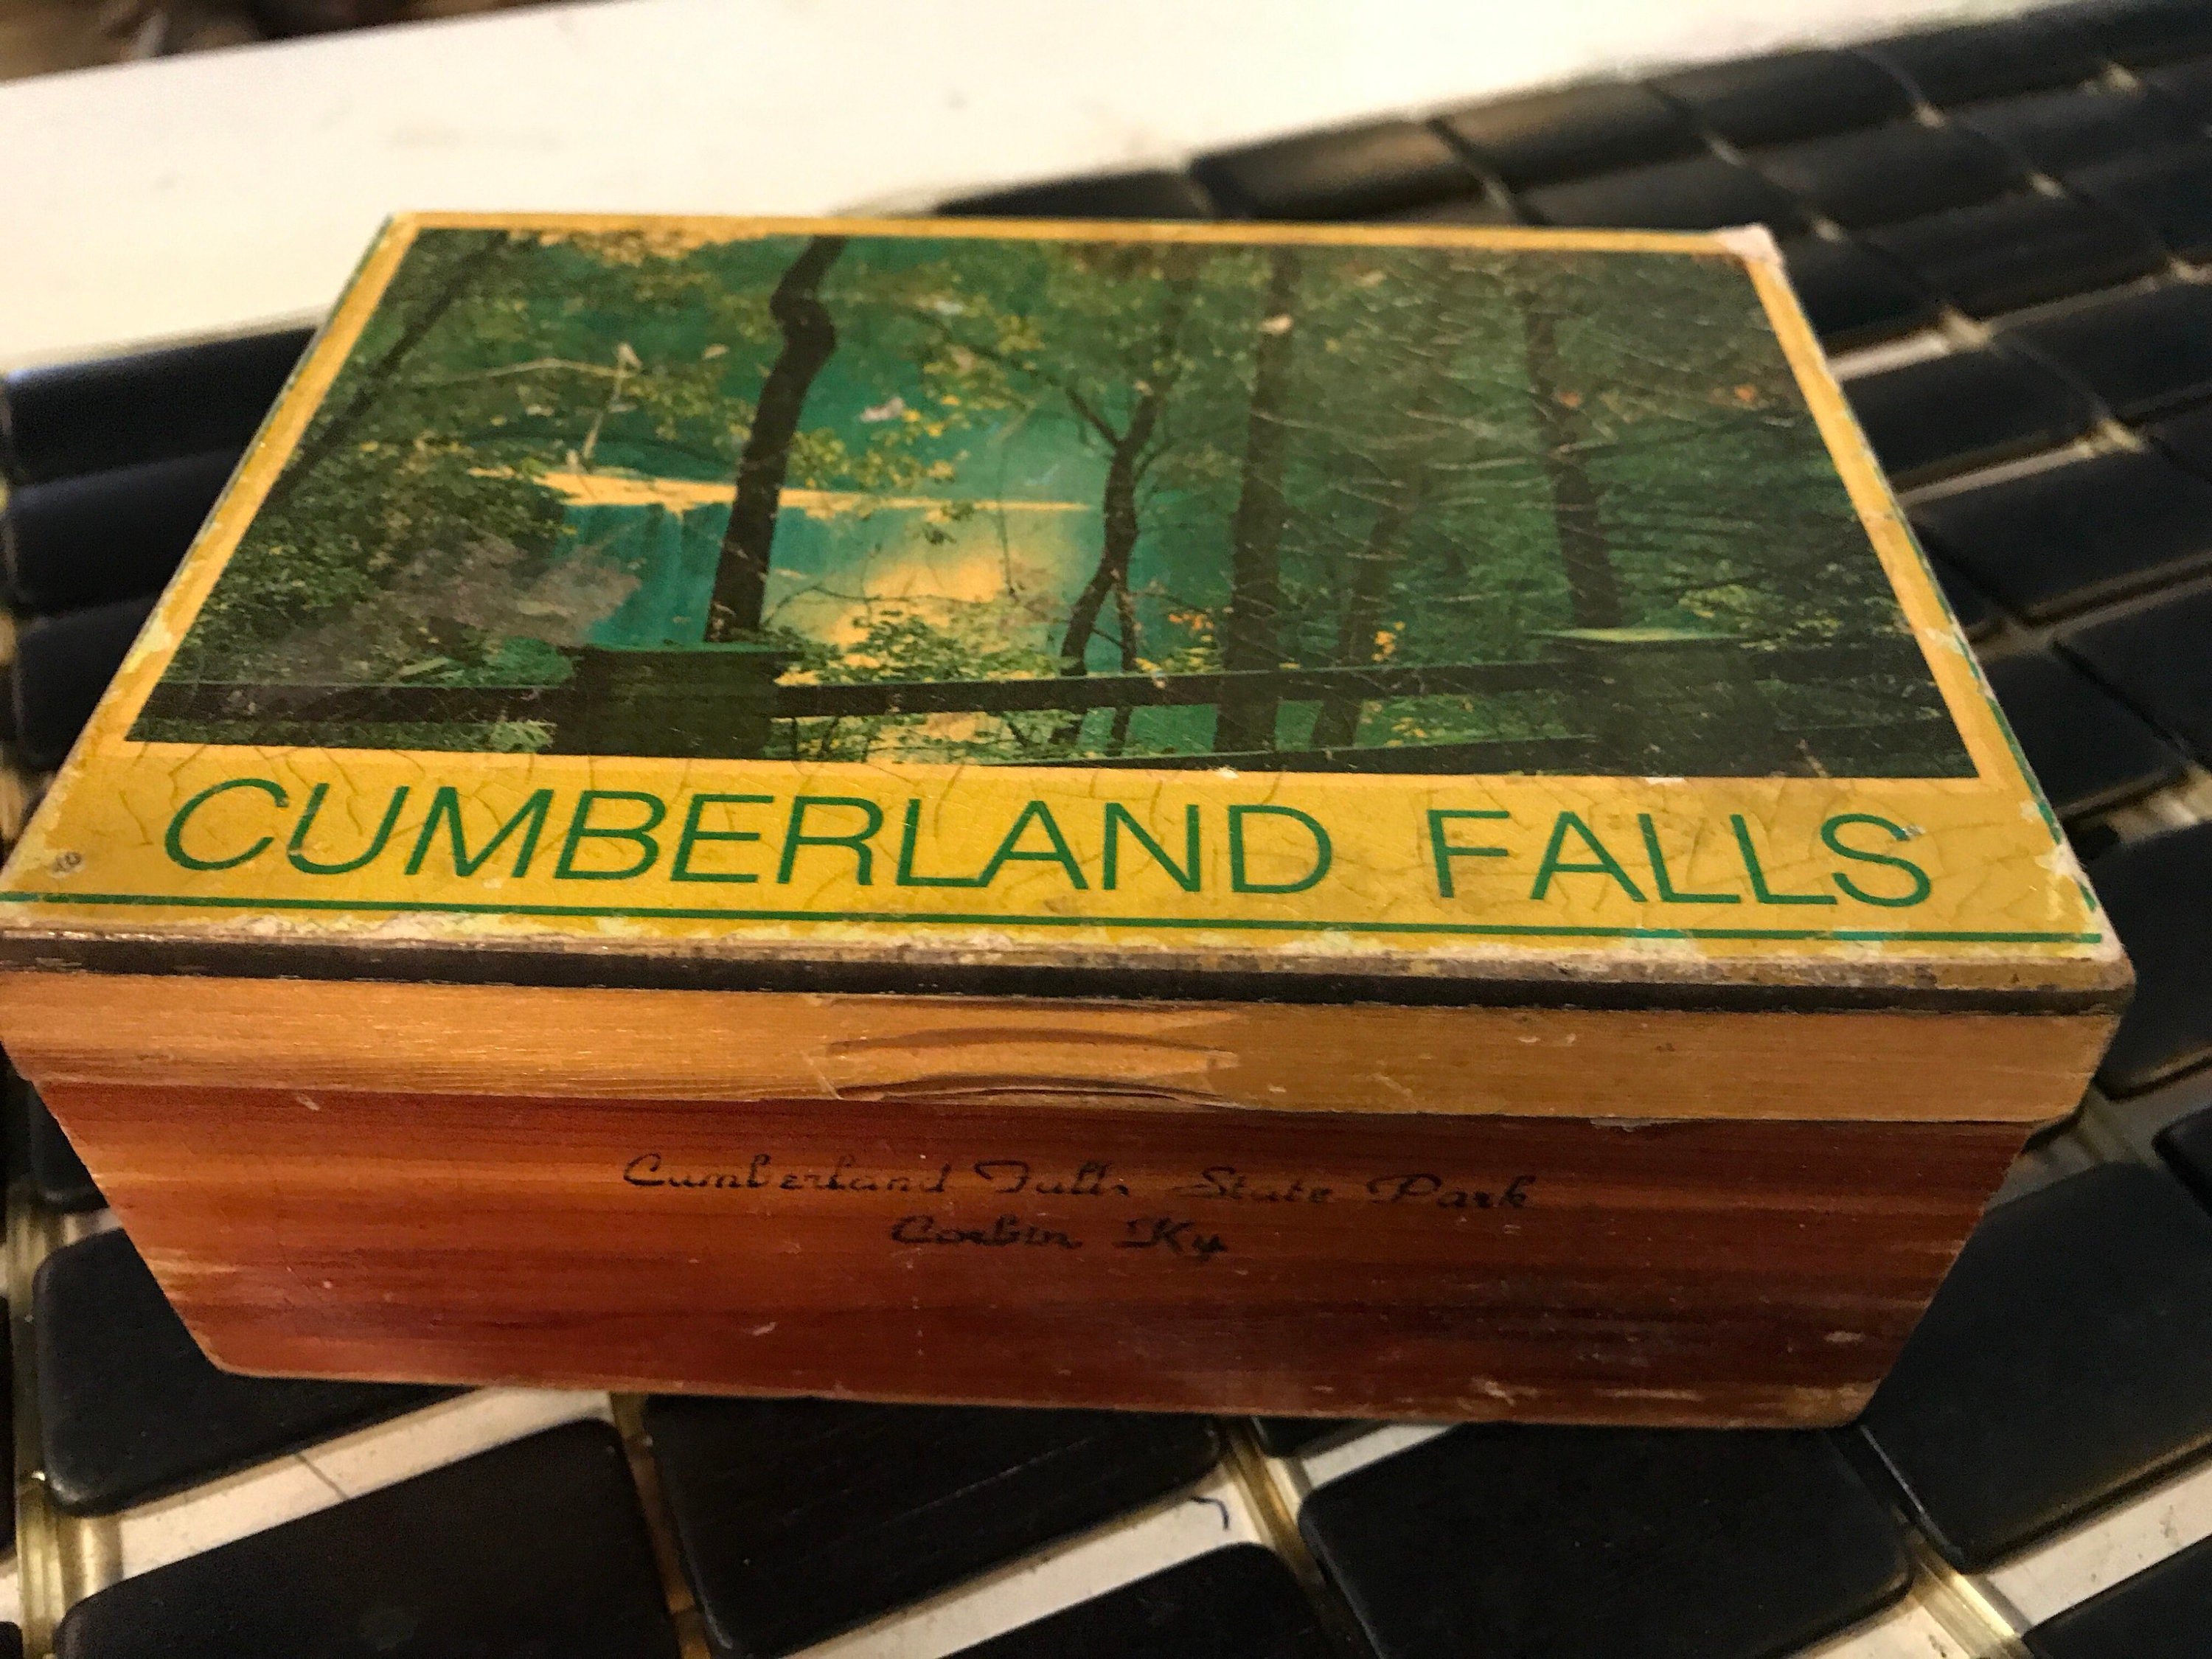 CUMBERLAND FALLS
Cumberland Falls State Park
Corbin Ky